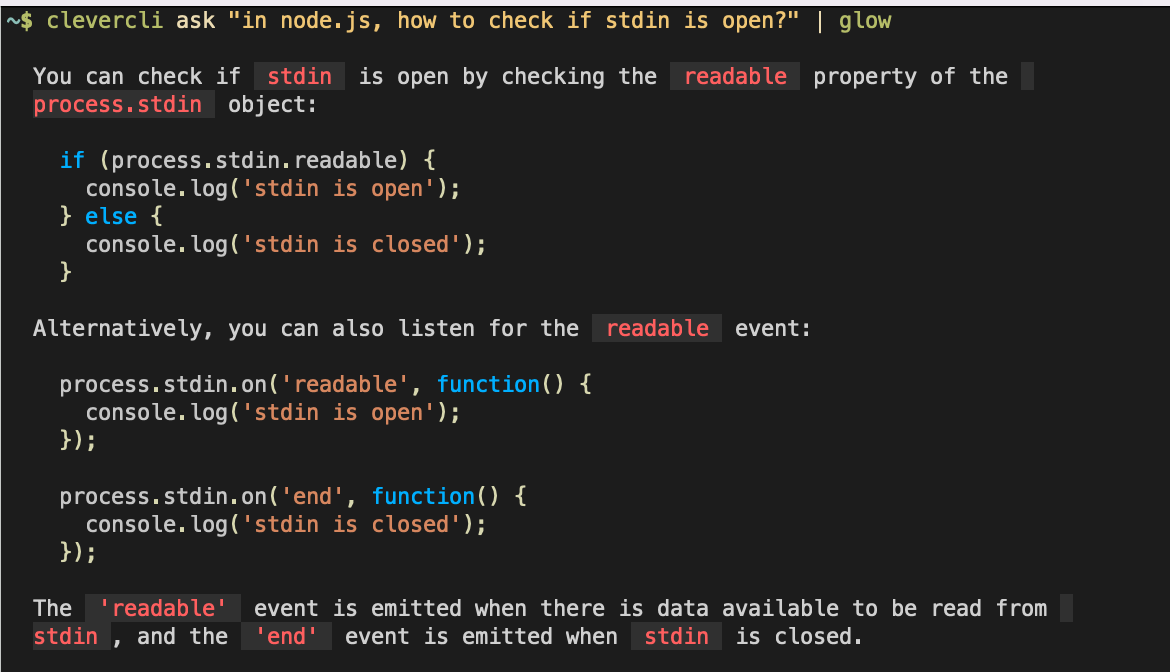 ~$ clevercli ask "in node.js, how to check if stdin is open?" | glow
You can check if stdin is open by checking the readable property of the
process.stdin object:
if (process.stdin.readable) {
console.log('stdin is open');
} else {
console.log('stdin is closed');
}
Alternatively, you can also listen for the readable event:
process.stdin.on('readable', function() {
console.log('stdin is open');
});
process.stdin.on('end', function() {
console.log('stdin is closed');
});
The 'readable' event is emitted when there is data available to be read from
stdin , and the 'end' event is emitted when stdin is closed.